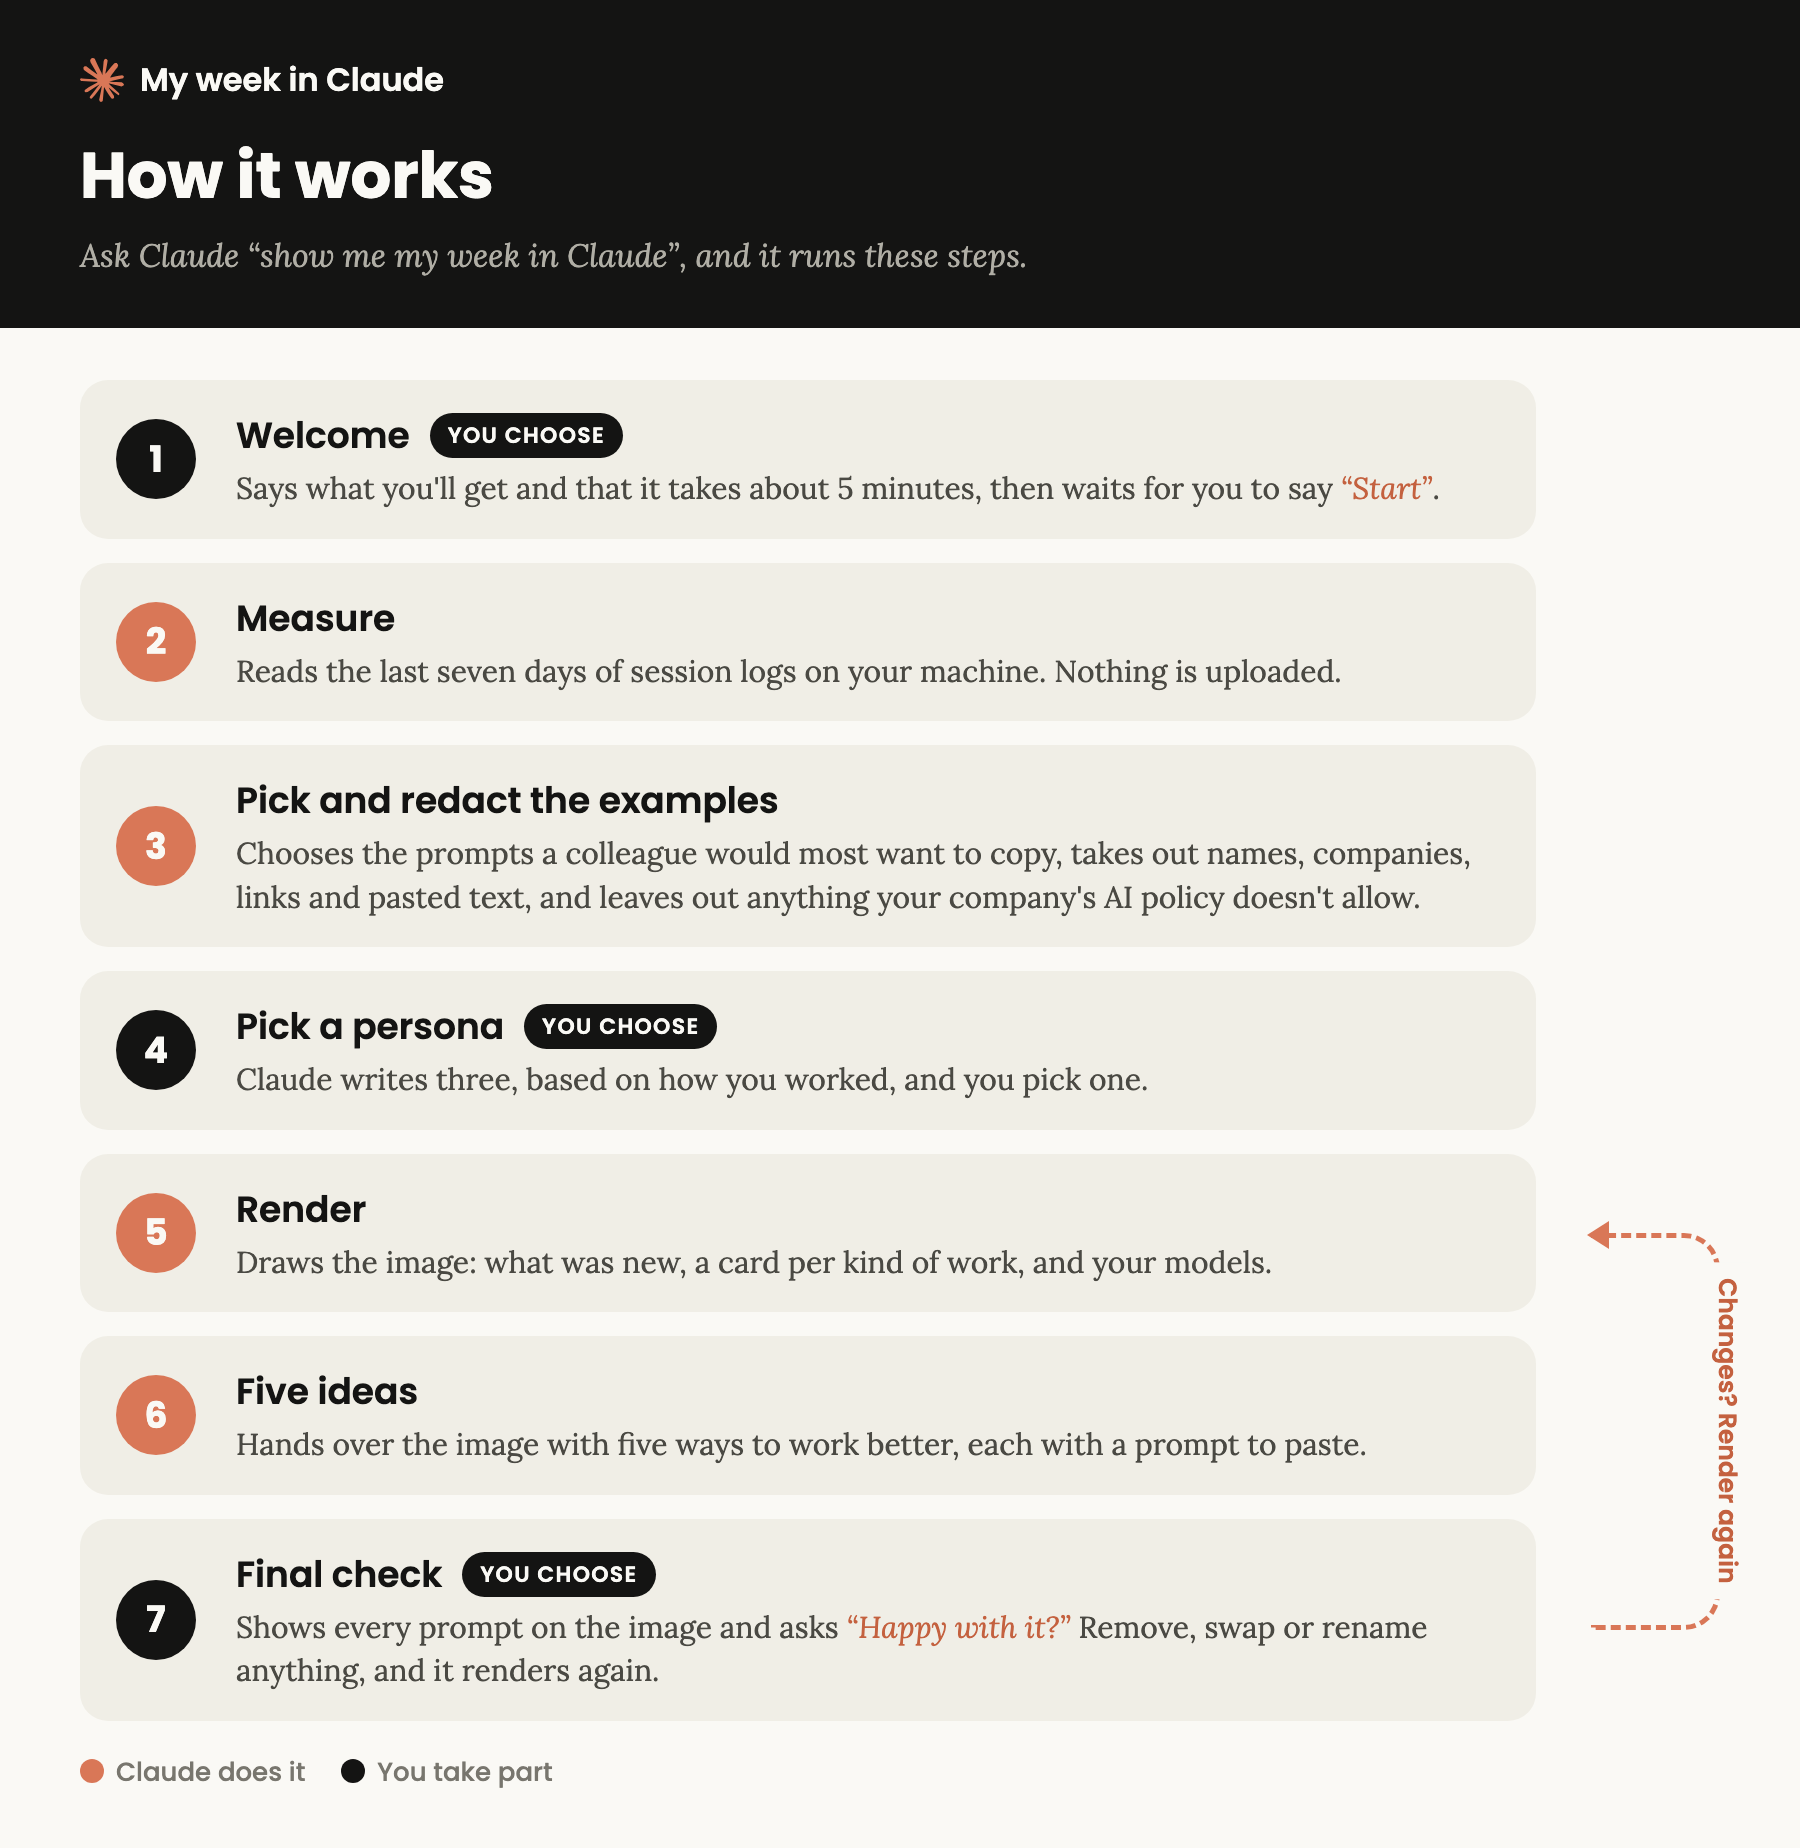 My week in Claude
How it works
Ask Claude “show me my week in Claude”, and it runs these steps.
1
Welcome YOU CHOOSE
Says what you'll get and that it takes about 5 minutes, then waits for you to say “Start”.
2
Measure
Reads the last seven days of session logs on your machine. Nothing is uploaded.
3
Pick and redact the examples
Chooses the prompts a colleague would most want to copy, takes out names, companies,
links and pasted text, and leaves out anything your company's AI policy doesn't allow.
4
Pick a persona YOU CHOOSE
Claude writes three, based on how you worked, and you pick one.
5
Render
Draws the image: what was new, a card per kind of work, and your models.
6
Five ideas
Hands over the image with five ways to work better, each with a prompt to paste.
7
Final check YOU CHOOSE
Shows every prompt on the image and asks “Happy with it?” Remove, swap or rename
anything, and it renders again.
Changes? Render again
Claude does it
You take part